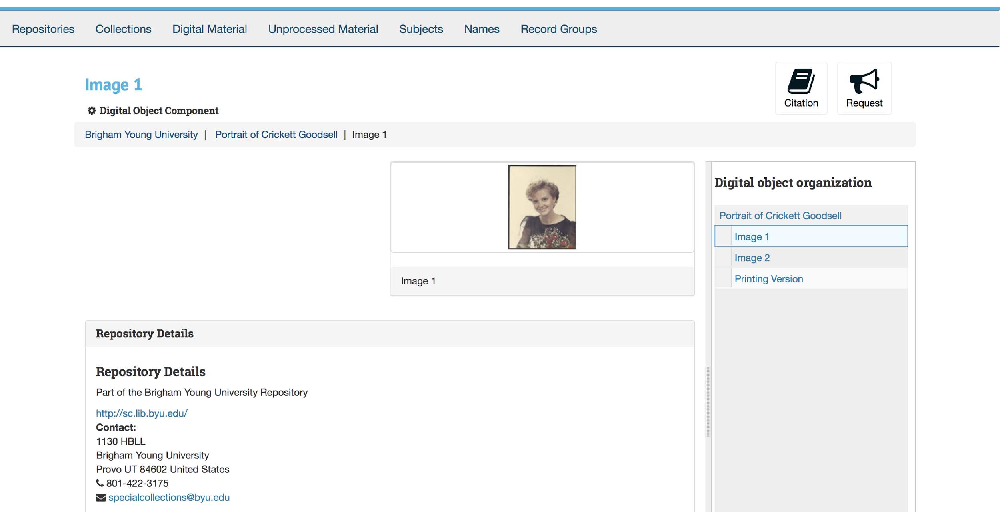 Repositories Collections Digital Material Unprocessed Material Subjects Names Record Groups
Image 1
Citation
Request
Digital Object Component
Brigham Young University | Portrait of Crickett Goodsell | Image 1
Image 1
Digital object organization
Portrait of Crickett Goodsell
Image 1
Image 2
Printing Version
Repository Details
Repository Details
Part of the Brigham Young University Repository
http://sc.lib.byu.edu/
Contact:
1130 HBLL
Brigham Young University
Provo UT 84602 United States
801-422-3175
specialcollections@byu.edu